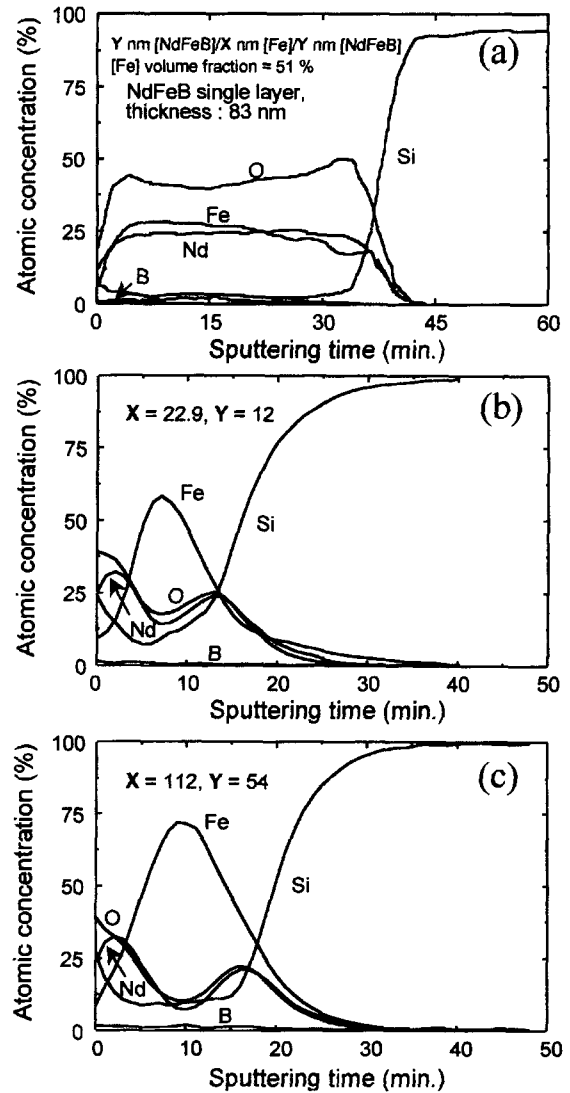 (a)
Y nm [NdFeB]/X nm [Fe]/Y nm [NdFeB]
[Fe] volume fraction = 51 %
NdFeB single layer,
thickness : 83 nm
Atomic concentration (%)
100
75
50
25
0
O
Fe
Nd
B
Si
0 15 30 45 60
Sputtering time (min.)
(b)
X = 22.9, Y = 12
Atomic concentration (%)
100
75
50
25
0
Fe
Si
O
Nd
B
0 10 20 30 40 50
Sputtering time (min.)
(c)
X = 112, Y = 54
Atomic concentration (%)
100
75
50
25
0
Fe
O
Si
Nd
B
0 10 20 30 40 50
Sputtering time (min.)